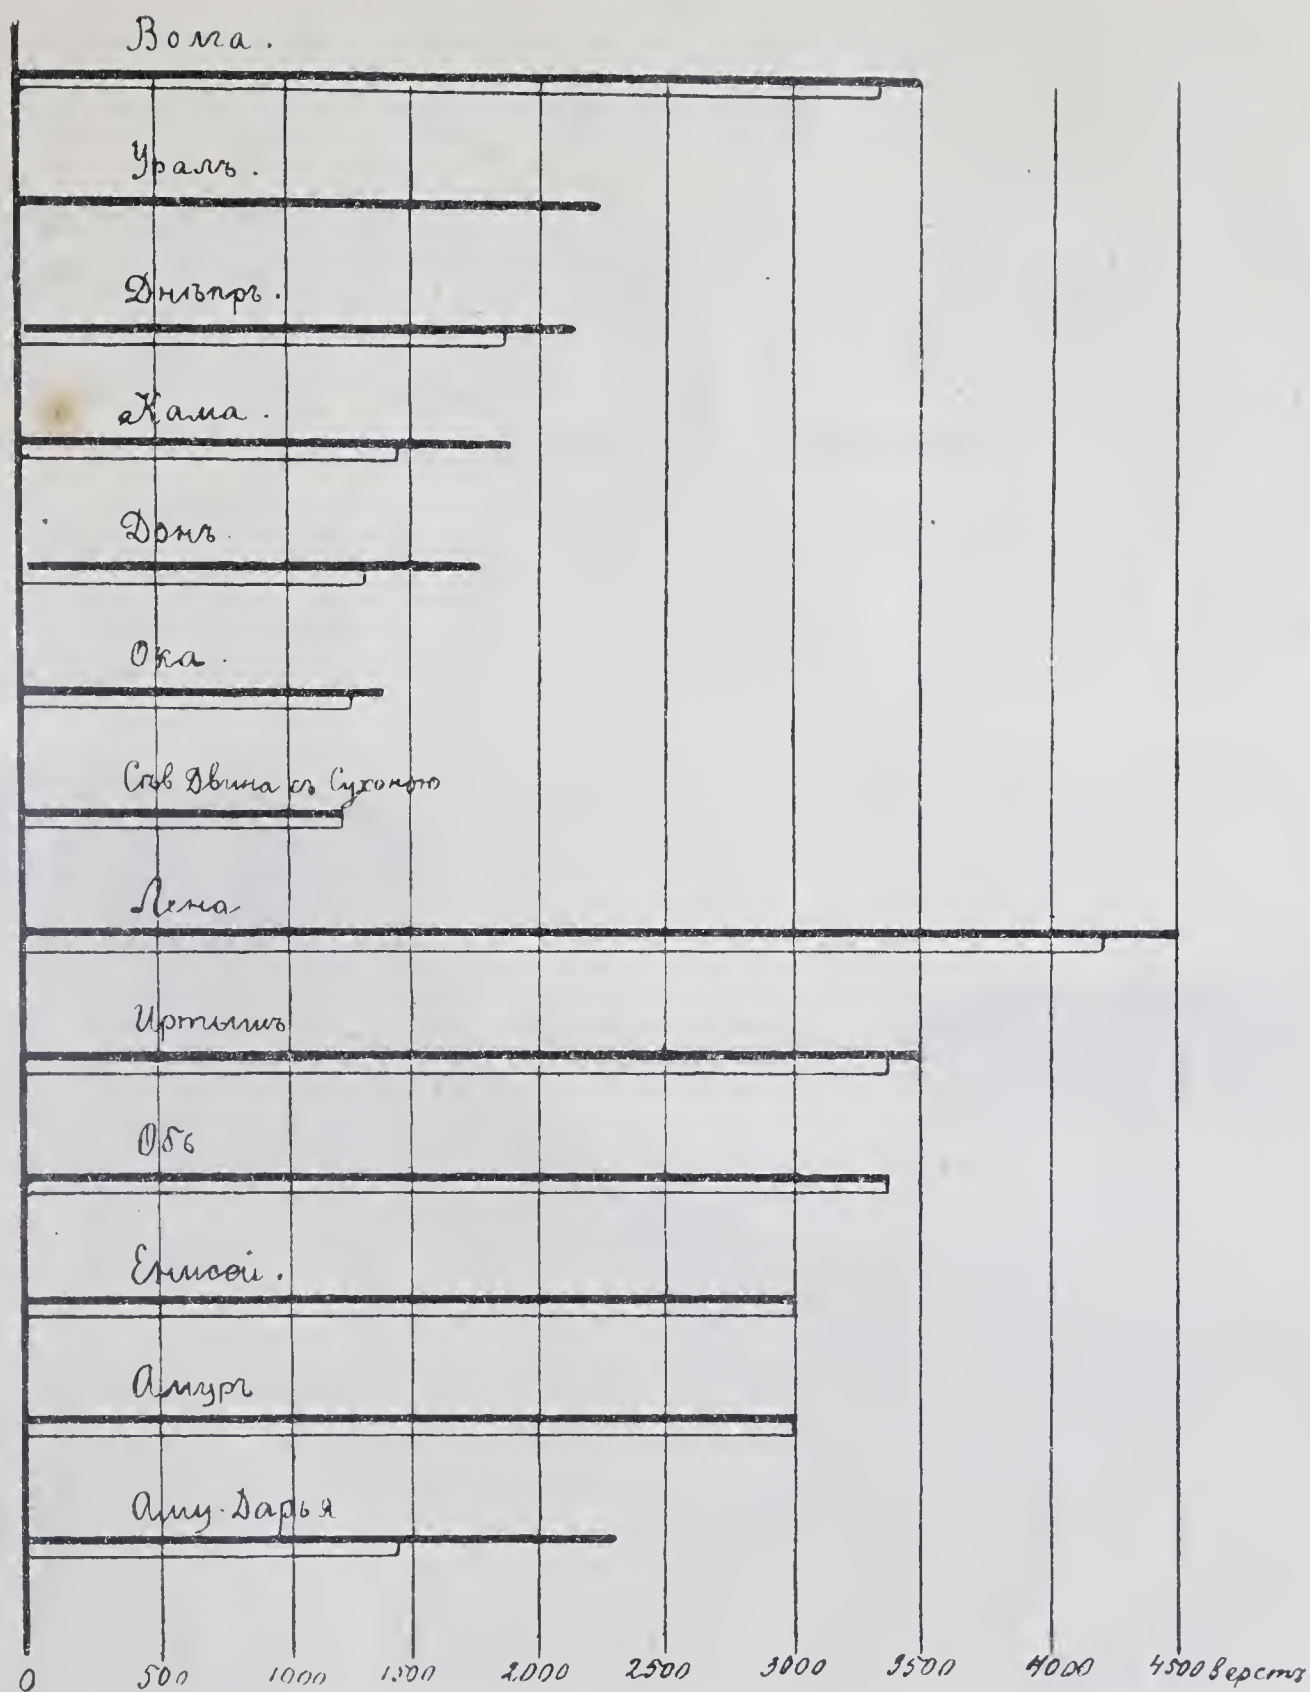 Волга.
Уралъ.
Днѣпръ.
Кама.
Донъ.
Ока.
Сѣв Двина съ Сухоною
Лена
Иртышъ
Обь
Енисей.
Амуръ
Аму-Дарья
0 500 1000 1500 2000 2500 3000 3500 4000 4500 верстъ